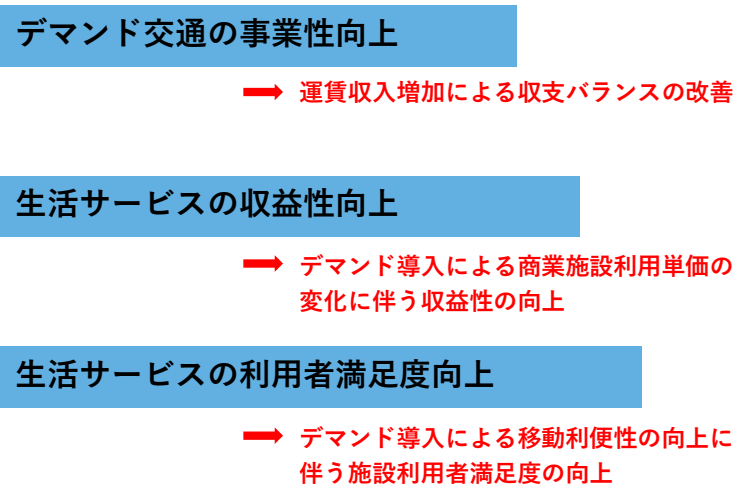 デマンド交通の事業性向上
運賃収入増加による収支バランスの改善
生活サービスの収益性向上
デマンド導入による商業施設利用単価の
変化に伴う収益性の向上
生活サービスの利用者満足度向上
デマンド導入による移動利便性の向上に
伴う施設利用者満足度の向上